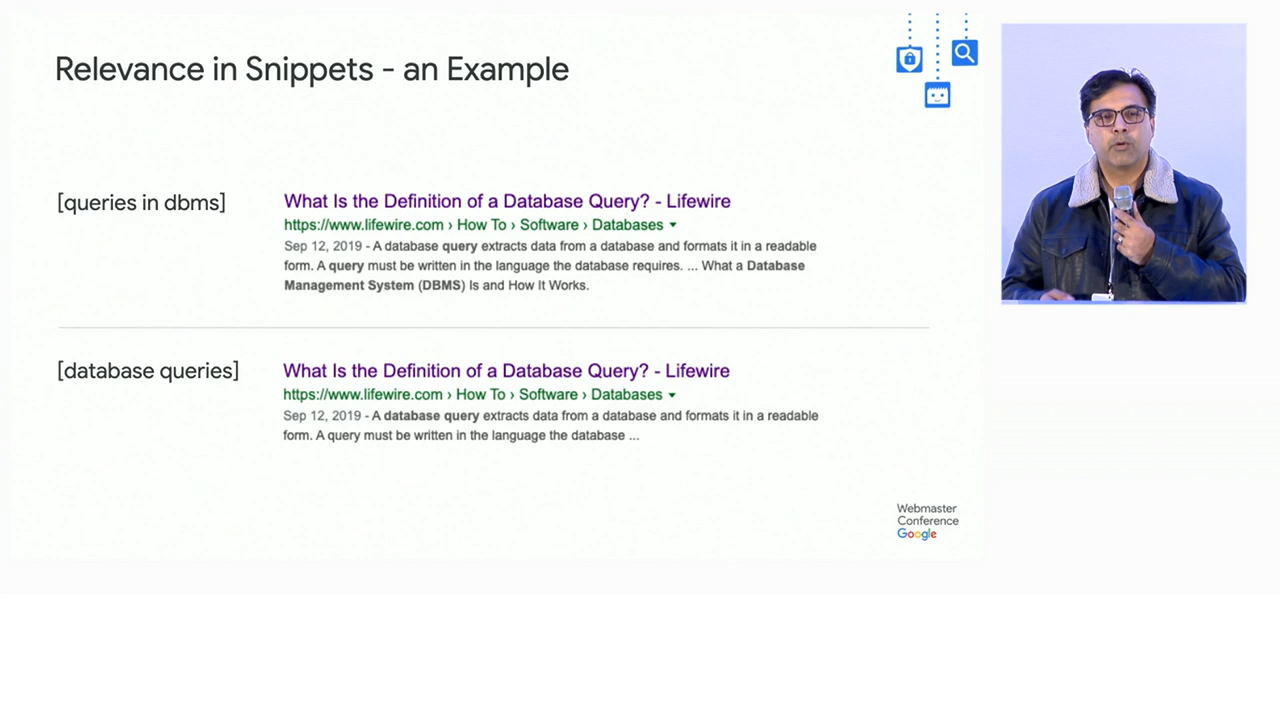 Relevance in Snippets - an Example
[queries in dbms]
What Is the Definition of a Database Query? - Lifewire
https://www.lifewire.com › How To › Software › Databases
Sep 12, 2019 - A database query extracts data from a database and formats it in a readable
form. A query must be written in the language the database requires. ... What a Database
Management System (DBMS) Is and How It Works.
[database queries]
What Is the Definition of a Database Query? - Lifewire
https://www.lifewire.com › How To › Software › Databases
Sep 12, 2019 - A database query extracts data from a database and formats it in a readable
form. A query must be written in the language the database ...
Webmaster
Conference
Google